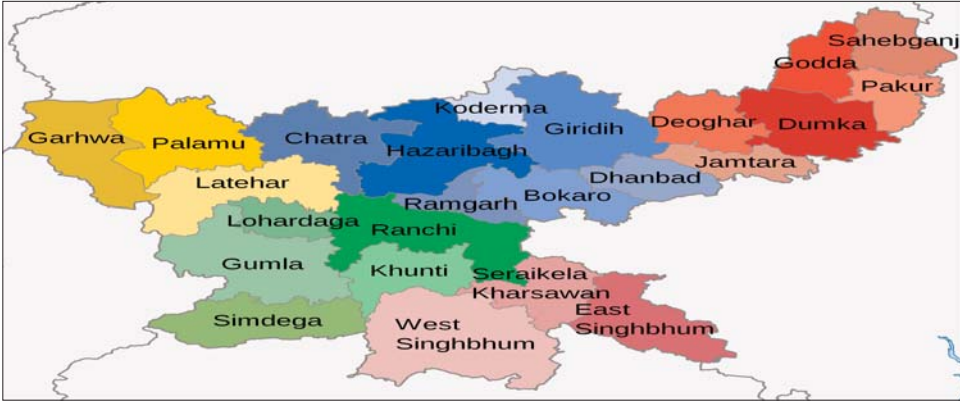 Sahebganj
Godda
Pakur
Koderma
Garhwa
Palamu
Chatra
Hazaribagh
Giridih
Deoghar
Dumka
Jamtara
Latehar
Dhanbad
Bokaro
Ramgarh
Lohardaga
Ranchi
Gumla
Khunti
Seraikela
Kharsawan
East
Singhbhum
Simdega
West
Singhbhum